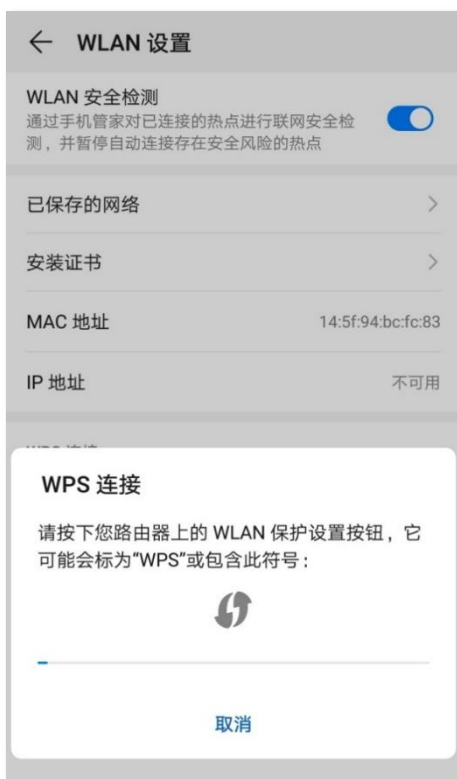 WLAN 设置
WLAN 安全检测
通过手机管家对已连接的热点进行联网安全检
测，并暂停自动连接存在安全风险的热点
已保存的网络
安装证书
MAC 地址 14:5f:94:bc:fc:83
IP 地址 不可用
WPS 连接
WPS 连接
请按下您路由器上的 WLAN 保护设置按钮，它
可能会标为“WPS”或包含此符号：
取消